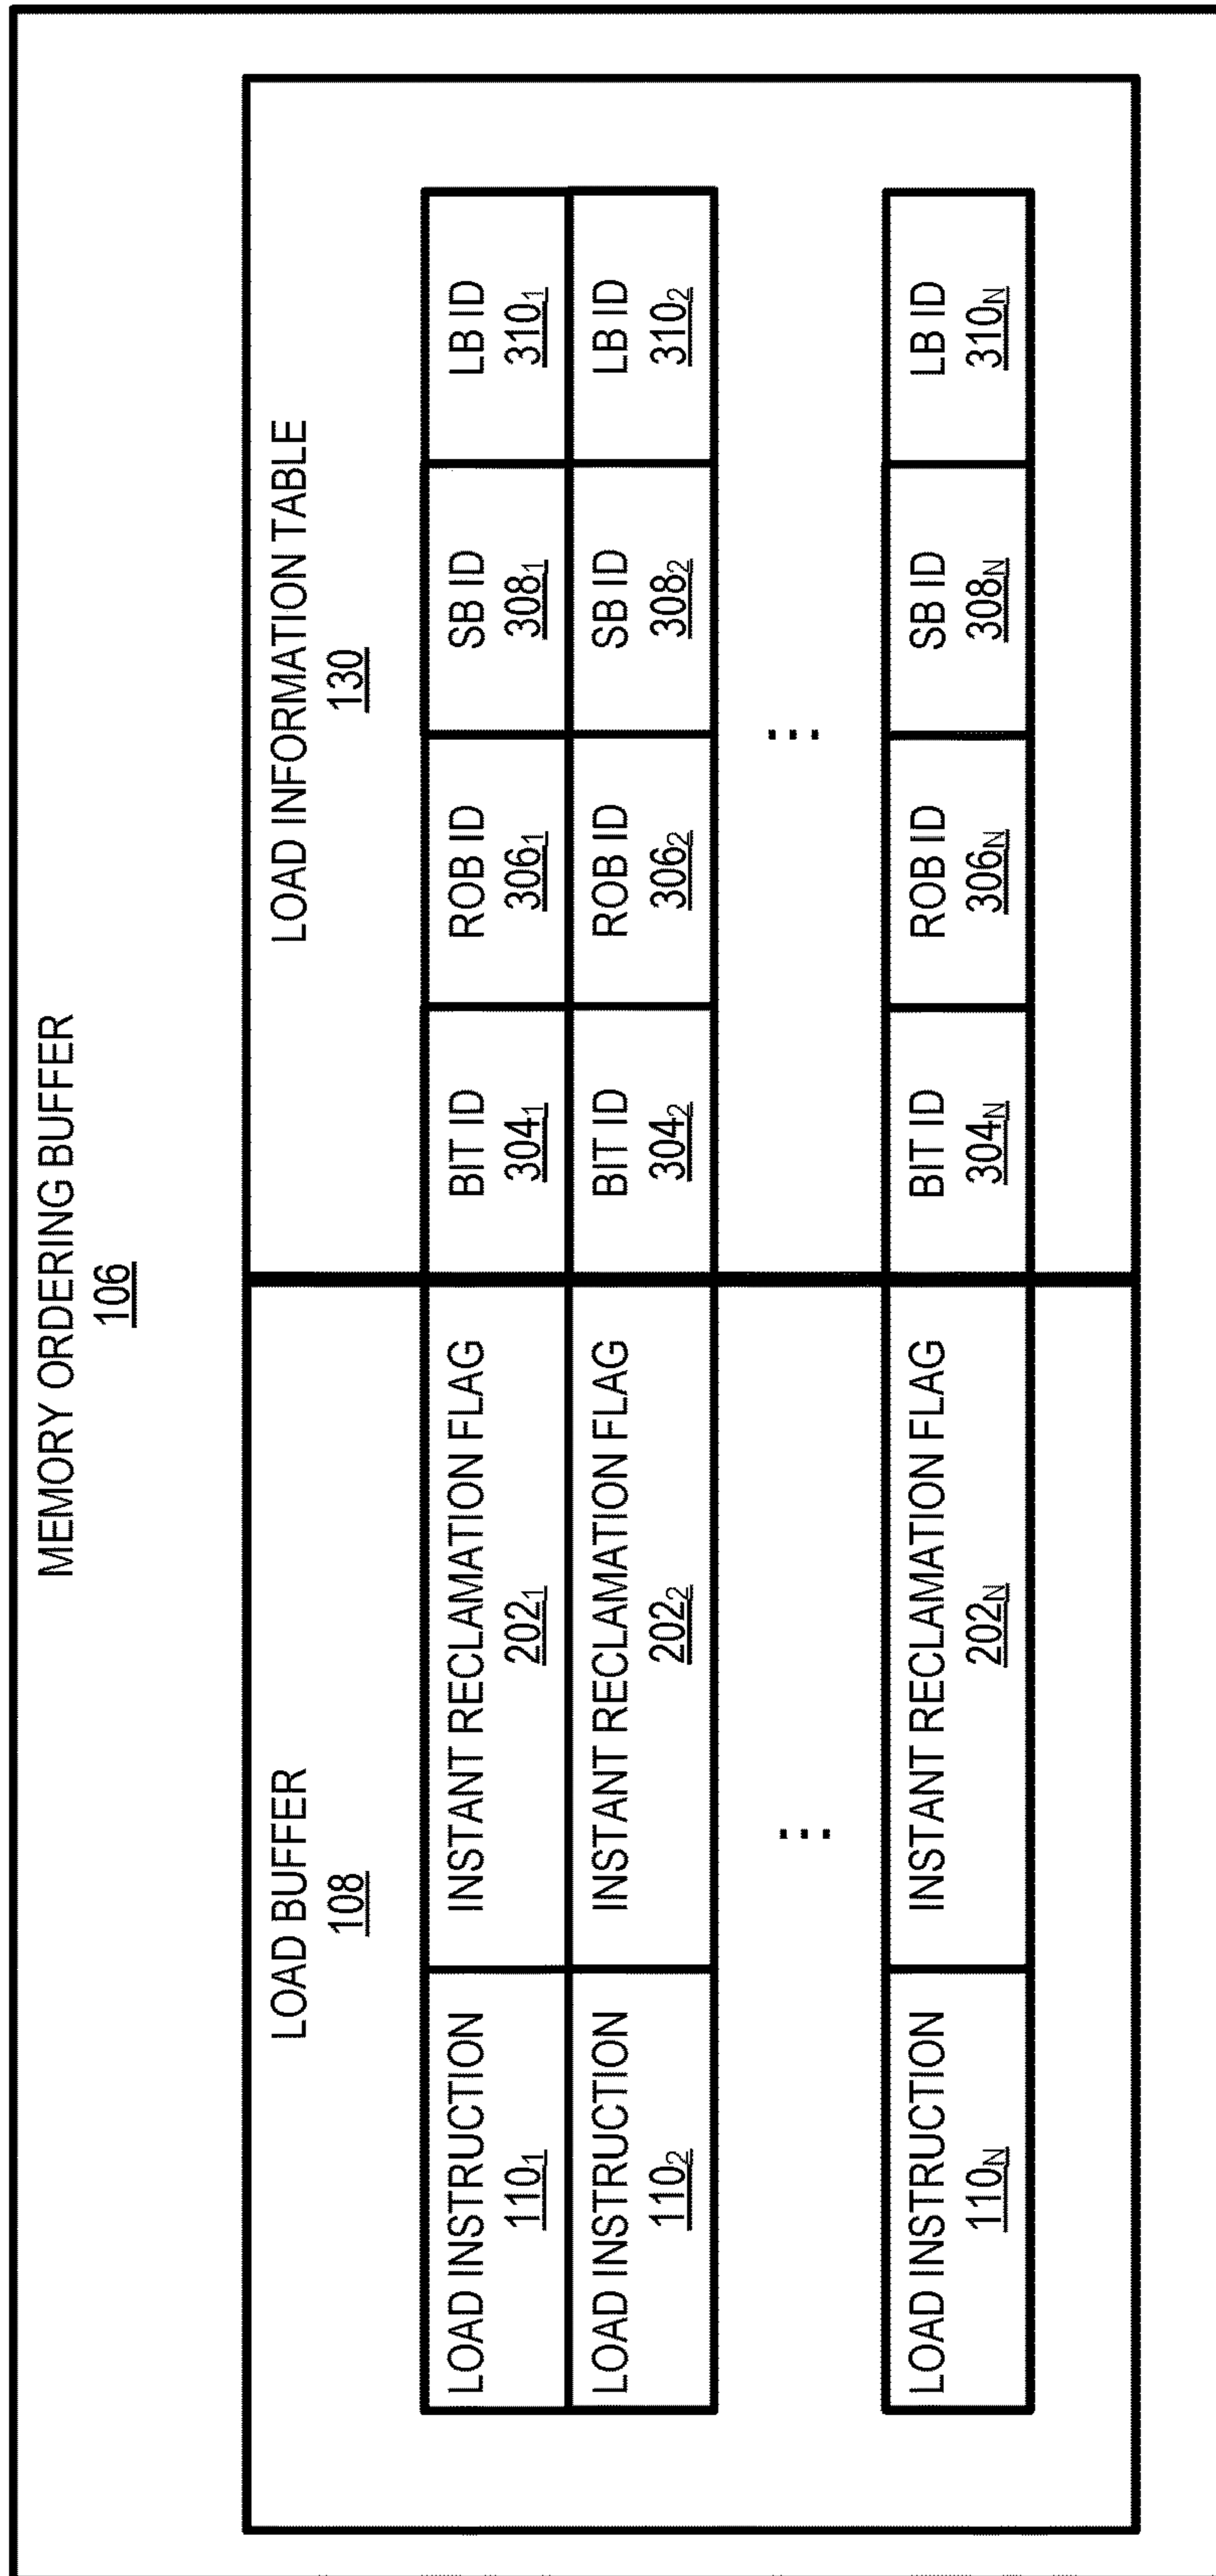 MEMORY ORDERING BUFFER
106
LOAD BUFFER
108
LOAD INFORMATION TABLE
130
LOAD INSTRUCTION
110₁
INSTANT RECLAMATION FLAG
202₁
BIT ID
304₁
ROB ID
306₁
SB ID
308₁
LB ID
310₁
LOAD INSTRUCTION
110₂
INSTANT RECLAMATION FLAG
202₂
BIT ID
304₂
ROB ID
306₂
SB ID
308₂
LB ID
310₂
...
...
LOAD INSTRUCTION
110N
INSTANT RECLAMATION FLAG
202N
BIT ID
304N
ROB ID
306N
SB ID
308N
LB ID
310N